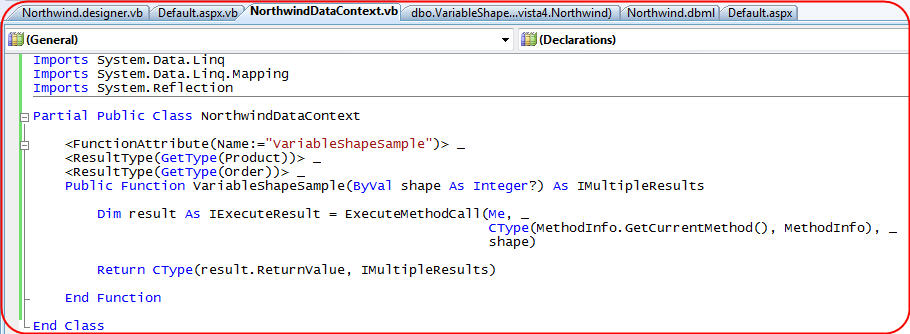 Northwind.designer.vb Default.aspx.vb NorthwindDataContext.vb dbo.VariableShape...vista4.Northwind) Northwind.dbml Default.aspx
(General) (Declarations)
Imports System.Data.Linq
Imports System.Data.Linq.Mapping
Imports System.Reflection
Partial Public Class NorthwindDataContext
<FunctionAttribute(Name:="VariableShapeSample")> _
<ResultType(GetType(Product))> _
<ResultType(GetType(Order))> _
Public Function VariableShapeSample(ByVal shape As Integer?) As IMultipleResults
Dim result As IExecuteResult = ExecuteMethodCall(Me, _
CType(MethodInfo.GetCurrentMethod(), MethodInfo), _
shape)
Return CType(result.ReturnValue, IMultipleResults)
End Function
End Class